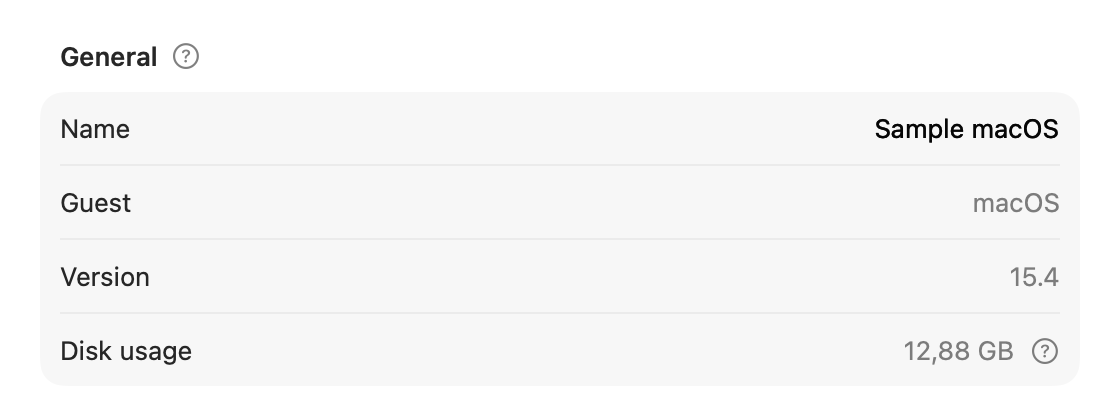 General ?
Name Sample macOS
Guest macOS
Version 15.4
Disk usage 12,88 GB ?